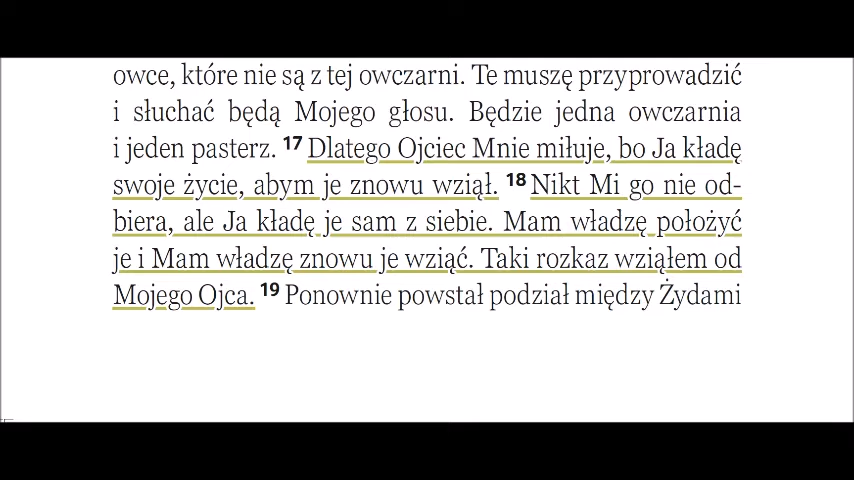 owce, które nie są z tej owczarni. Te muszę przyprowadzić
i słuchać będą Mojego głosu. Będzie jedna owczarnia
i jeden pasterz. 17 Dlatego Ojciec Mnie miłuje, bo Ja kładę
swoje życie, abym je znowu wziął. 18 Nikt Mi go nie od-
biera, ale Ja kładę je sam z siebie. Mam władzę położyć
je i Mam władzę znowu je wziąć. Taki rozkaz wziąłem od
Mojego Ojca. 19 Ponownie powstał podział między Żydami